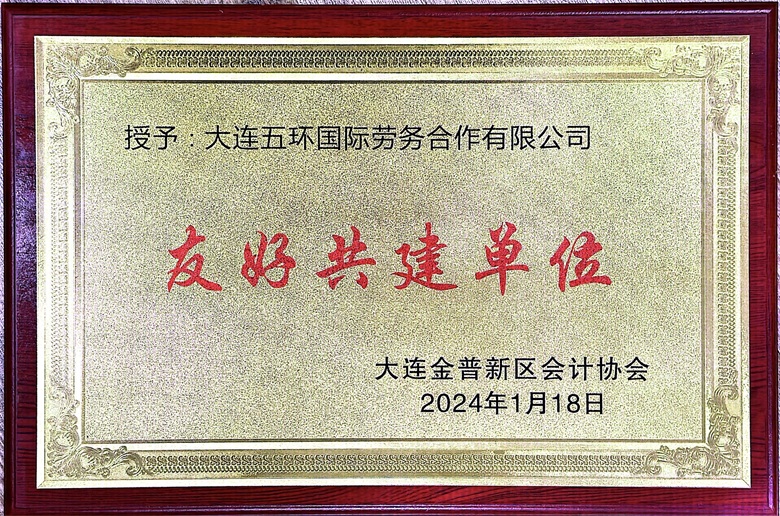 授予：大连五环国际劳务合作有限公司
友好共建单位
大连金普新区会计协会
2024年1月18日